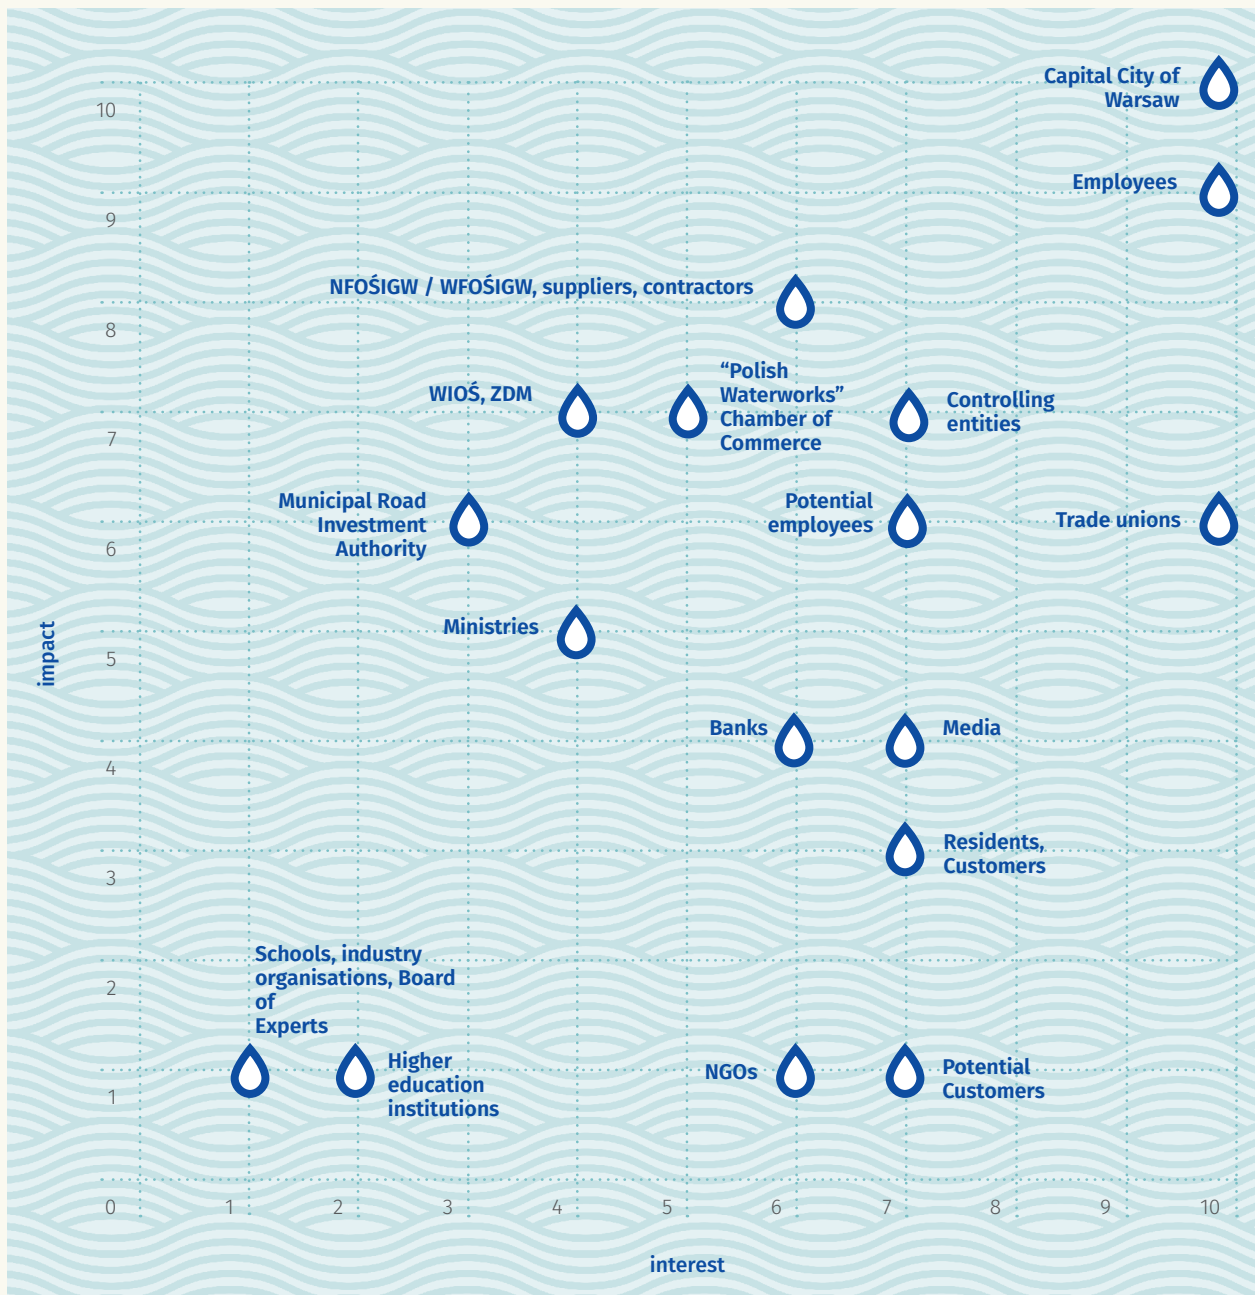 Capital City of
Warsaw
10
Employees
9
NFOŚIGW / WFOŚIGW, suppliers, contractors
8
“Polish
Waterworks”
Chamber of
Commerce
WIOŚ, ZDM
Controlling
entities
7
Municipal Road
Investment
Authority
Potential
employees
Trade unions
6
Ministries
impact
5
Banks
Media
4
Residents,
Customers
3
Schools, industry
organisations, Board
of
Experts
2
Higher
education
institutions
NGOs
Potential
Customers
1
0 1 2 3 4 5 6 7 8 9 10
interest